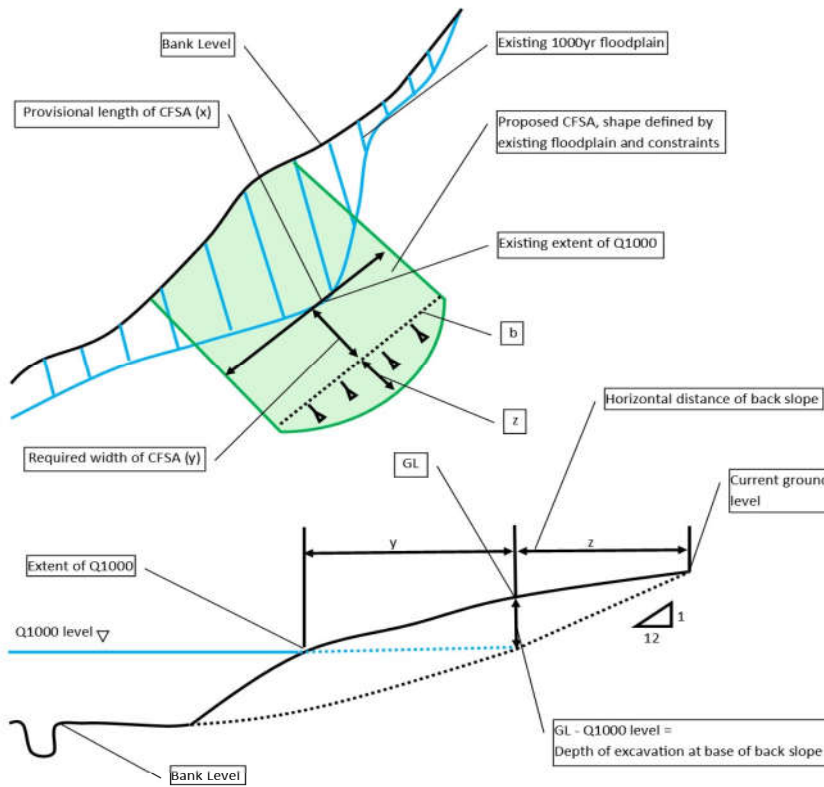 Bank Level
Existing 1000yr floodplain
Provisional length of CFSA (x)
Proposed CFSA, shape defined by
existing floodplain and constraints
Existing extent of Q1000
b
z
Horizontal distance of back slope
Required width of CFSA (y)
GL
Current ground
level
y
z
Extent of Q1000
Q1000 level
1
12
GL - Q1000 level =
Depth of excavation at base of back slope
Bank Level